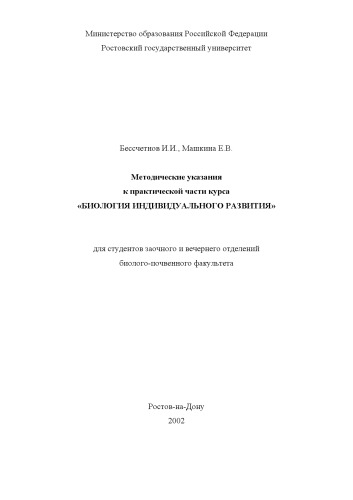 Министерство образования Российской Федерации
Ростовский государственный университет
Бессчетнов И.И., Машкина Е.В.
Методические указания
к практической части курса
«БИОЛОГИЯ ИНДИВИДУАЛЬНОГО РАЗВИТИЯ»
для студентов заочного и вечернего отделений
биолого-почвенного факультета
Ростов-на-Дону
2002